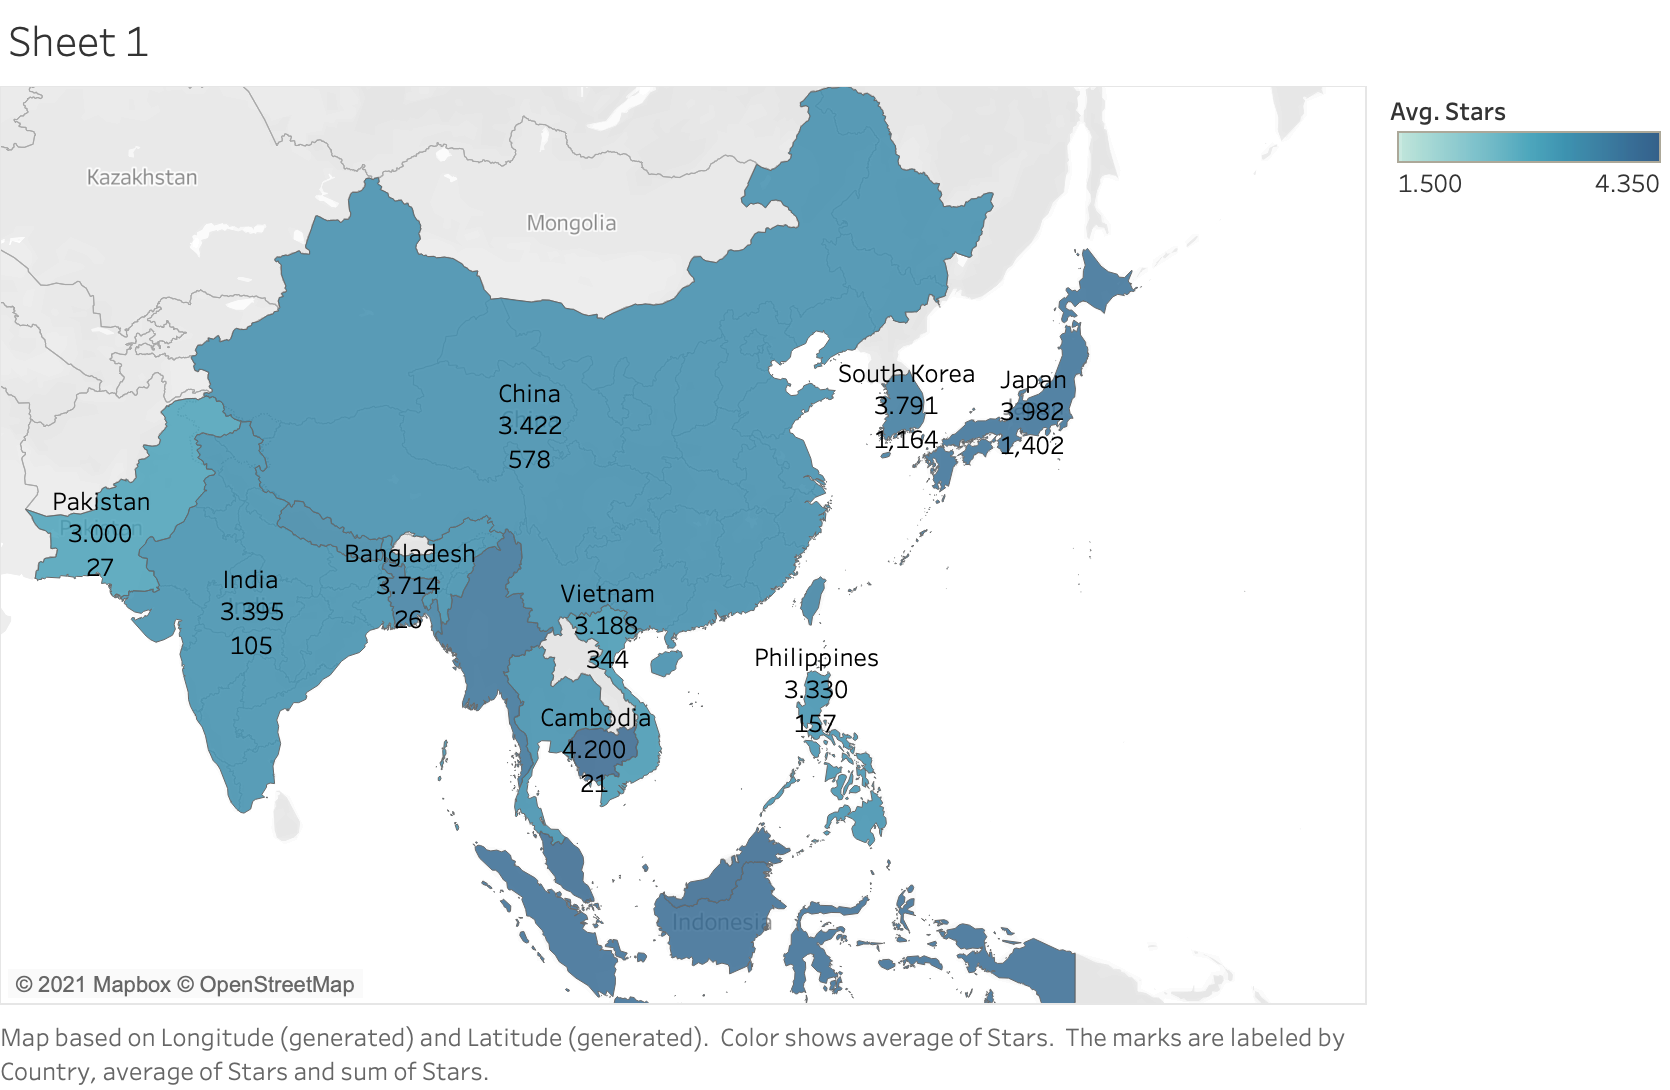 Sheet 1
Avg. Stars
1.500
4.350
Kazakhstan
Mongolia
China
3.422
578
South Korea
3.791
1,164
Japan
3.982
1,402
Pakistan
3.000
27
India
3.395
105
Bangladesh
3.714
26
Vietnam
3.188
344
Philippines
3.330
157
Cambodia
4.200
21
Indonesia
© 2021 Mapbox © OpenStreetMap
Map based on Longitude (generated) and Latitude (generated). Color shows average of Stars. The marks are labeled by
Country, average of Stars and sum of Stars.